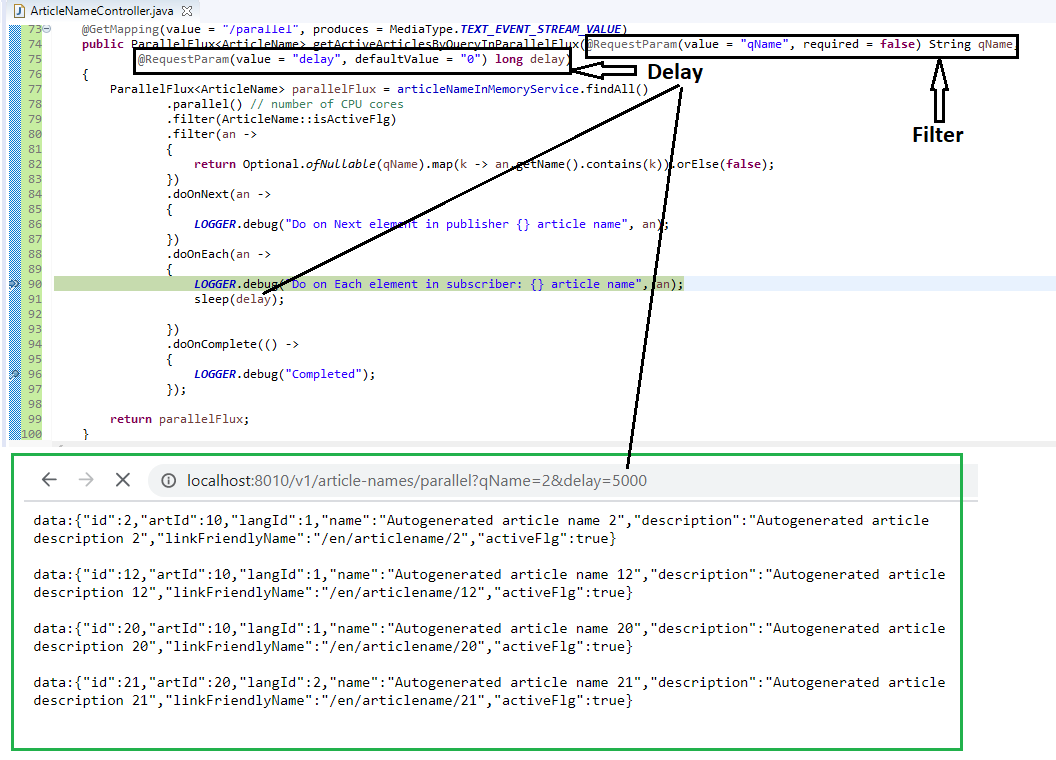 ArticleNameController.java
73 @GetMapping(value = "/parallel", produces = MediaType.TEXT_EVENT_STREAM_VALUE)
74 public ParallelFlux<ArticleName> getActiveArticlesByQueryInParallelFlux(@RequestParam(value = "qName", required = false) String qName,
75 @RequestParam(value = "delay", defaultValue = "0") long delay)
Delay
76 {
77 ParallelFlux<ArticleName> parallelFlux = articleNameInMemoryService.findAll()
78 .parallel() // number of CPU cores
79 .filter(ArticleName::isActiveFlg)
80 .filter(an ->
Filter
81 {
82 return Optional.ofNullable(qName).map(k -> an.getName().contains(k)).orElse(false);
83 })
84 .doOnNext(an ->
85 {
86 LOGGER.debug("Do on Next element in publisher {} article name", an);
87 })
88 .doOnEach(an ->
89 {
90 LOGGER.debug("Do on Each element in subscriber: {} article name", an);
91 sleep(delay);
92
93 })
94 .doOnComplete(() ->
95 {
96 LOGGER.debug("Completed");
97 });
98
99 return parallelFlux;
100 }
localhost:8010/v1/article-names/parallel?qName=2&delay=5000
data:{"id":2,"artId":10,"langId":1,"name":"Autogenerated article name 2","description":"Autogenerated article
description 2","linkFriendlyName":"/en/articlename/2","activeFlg":true}
data:{"id":12,"artId":10,"langId":1,"name":"Autogenerated article name 12","description":"Autogenerated article
description 12","linkFriendlyName":"/en/articlename/12","activeFlg":true}
data:{"id":20,"artId":10,"langId":1,"name":"Autogenerated article name 20","description":"Autogenerated article
description 20","linkFriendlyName":"/en/articlename/20","activeFlg":true}
data:{"id":21,"artId":20,"langId":2,"name":"Autogenerated article name 21","description":"Autogenerated article
description 21","linkFriendlyName":"/en/articlename/21","activeFlg":true}